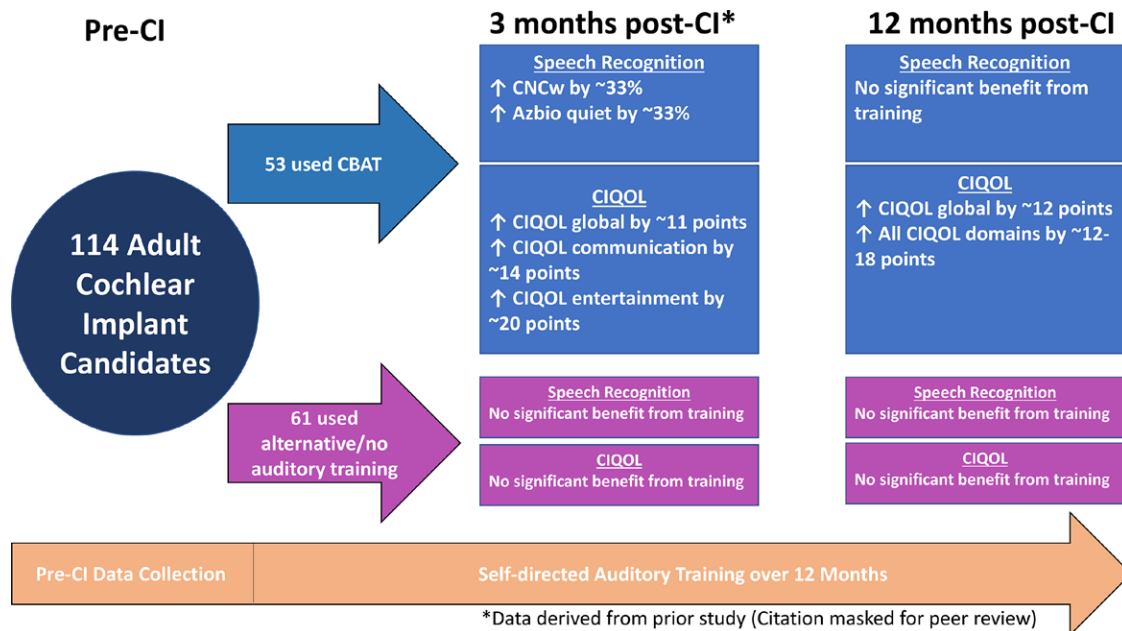 Pre-CI
3 months post-CI*
12 months post-CI
114 Adult
Cochlear
Implant
Candidates
53 used CBAT
Speech Recognition
↑ CNCw by ~33%
↑ Azbio quiet by ~33%
CIQOL
↑ CIQOL global by ~11 points
↑ CIQOL communication by
~14 points
↑ CIQOL entertainment by
~20 points
Speech Recognition
No significant benefit from
training
CIQOL
↑ CIQOL global by ~12 points
↑ All CIQOL domains by ~12-
18 points
61 used
alternative/no
auditory training
Speech Recognition
No significant benefit from training
CIQOL
No significant benefit from training
Speech Recognition
No significant benefit from training
CIQOL
No significant benefit from training
Pre-CI Data Collection
Self-directed Auditory Training over 12 Months
*Data derived from prior study (Citation masked for peer review)